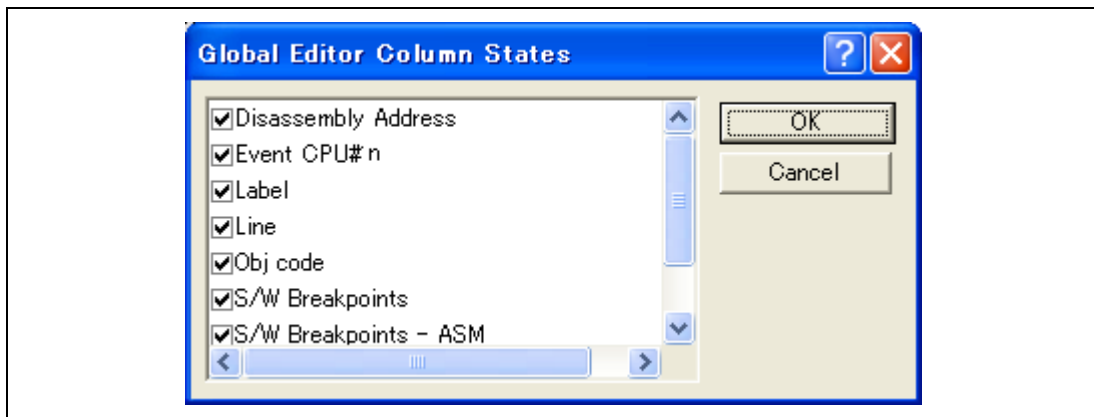 Global Editor Column States
Disassembly Address
Event CPU#n
Label
Line
Obj code
S/W Breakpoints
S/W Breakpoints - ASM
OK
Cancel